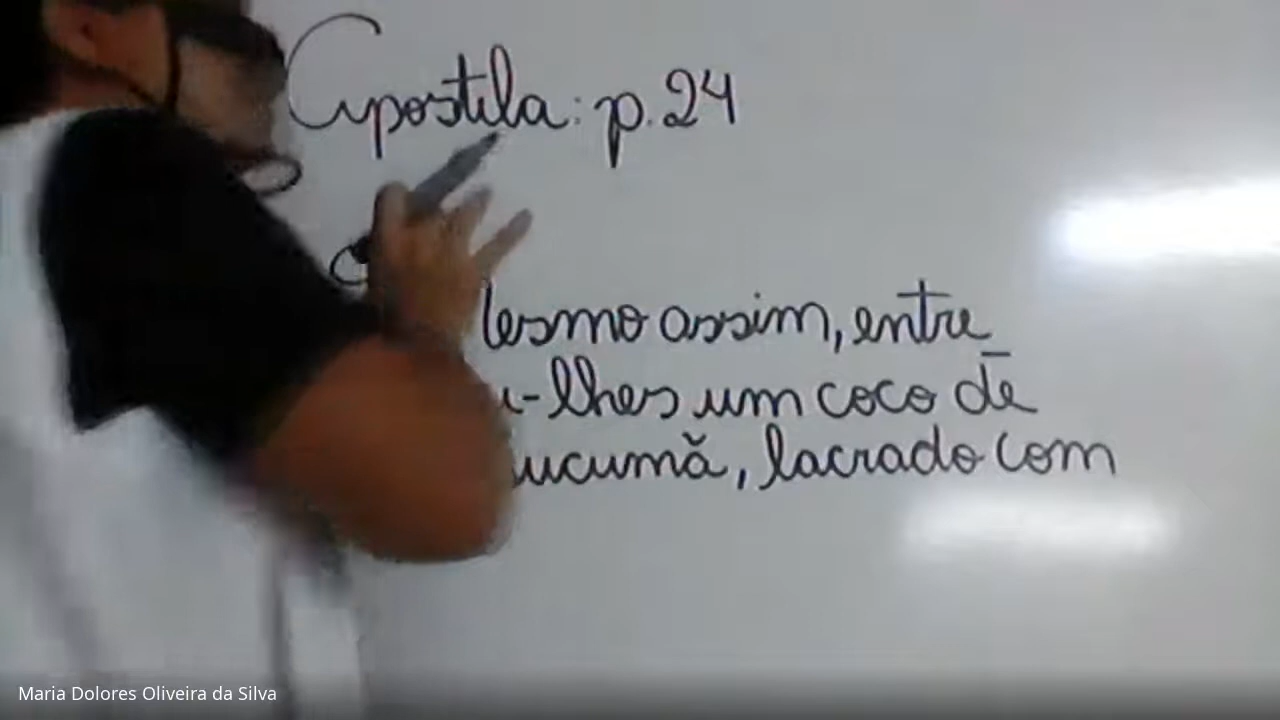 Apostila: p.24
lesmo assim, entre
u-lhes um coco de
ucumã, lacrado com
Maria Dolores Oliveira da Silva